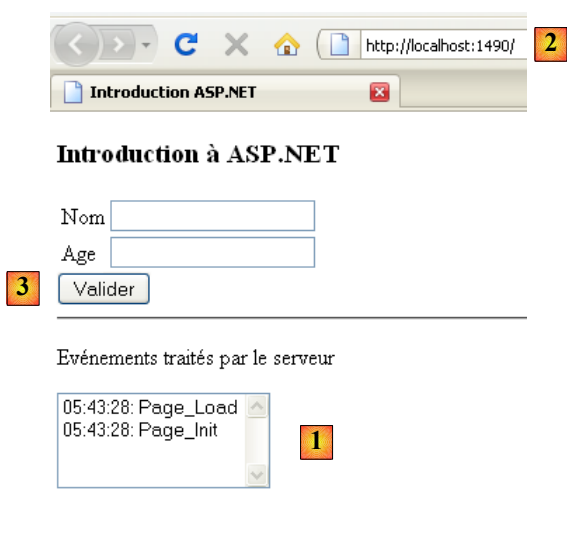 http://localhost:1490/ 2
Introduction ASP.NET
Introduction à ASP.NET
Nom
Age
3 Valider
Evénements traités par le serveur
05:43:28: Page_Load
05:43:28: Page_Init
1